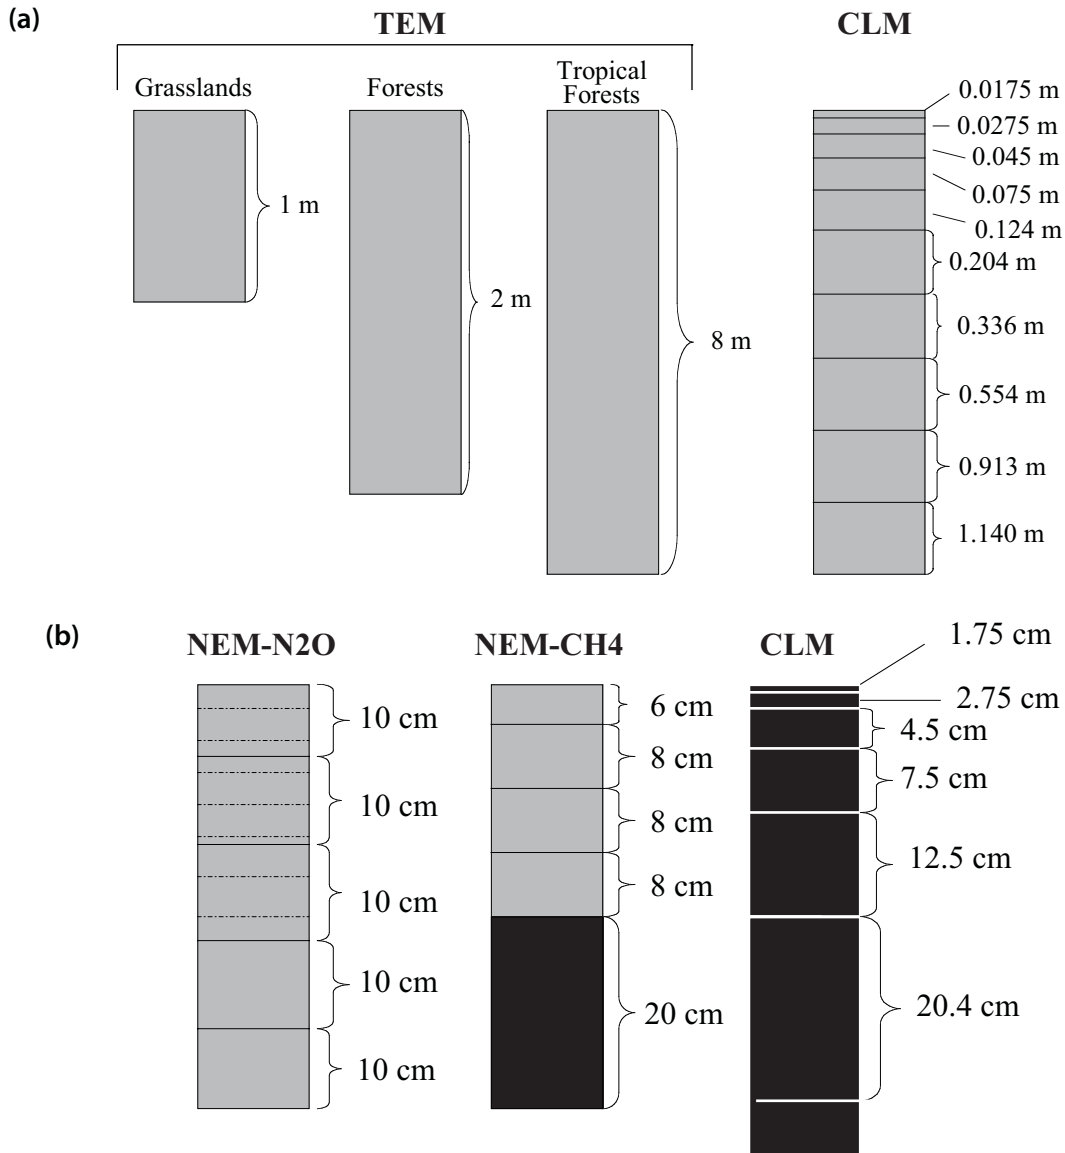 (a)
TEM
CLM
Grasslands
Forests
Tropical
Forests
1 m
2 m
8 m
0.0175 m
0.0275 m
0.045 m
0.075 m
0.124 m
0.204 m
0.336 m
0.554 m
0.913 m
1.140 m
(b)
NEM-N2O
NEM-CH4
CLM
10 cm
10 cm
10 cm
10 cm
10 cm
6 cm
8 cm
8 cm
8 cm
20 cm
1.75 cm
2.75 cm
4.5 cm
7.5 cm
12.5 cm
20.4 cm